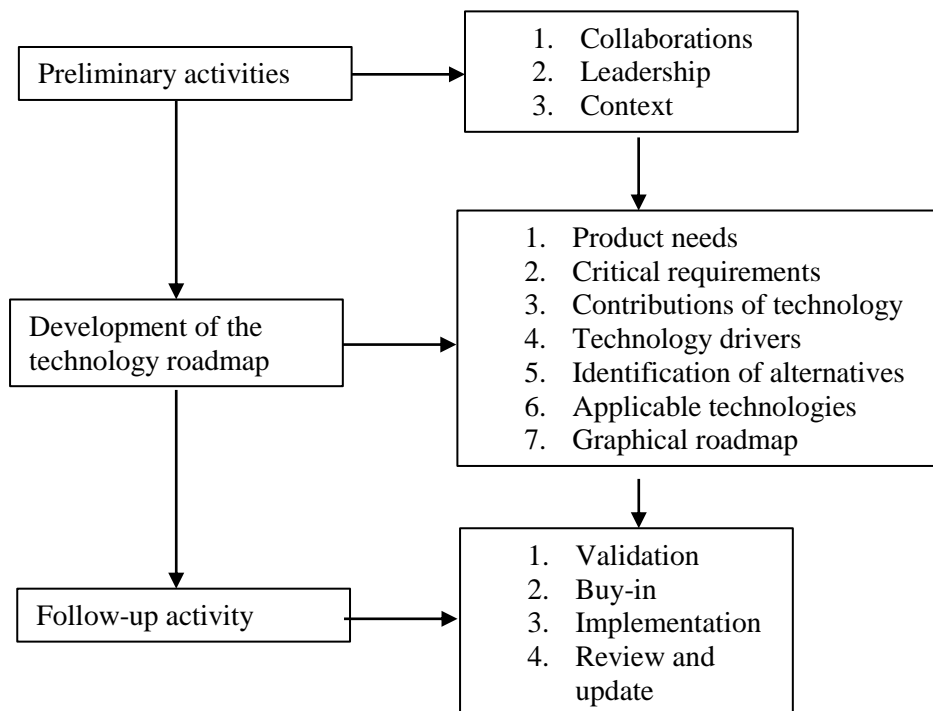 Preliminary activities
1. Collaborations
2. Leadership
3. Context
Development of the
technology roadmap
1. Product needs
2. Critical requirements
3. Contributions of technology
4. Technology drivers
5. Identification of alternatives
6. Applicable technologies
7. Graphical roadmap
Follow-up activity
1. Validation
2. Buy-in
3. Implementation
4. Review and
update